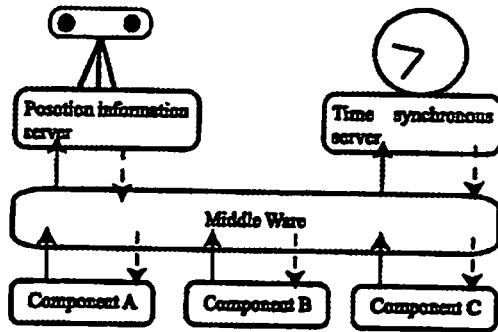 Posotion information
server
Time synchronous
server
Middle Ware
Component A
Component B
Component C